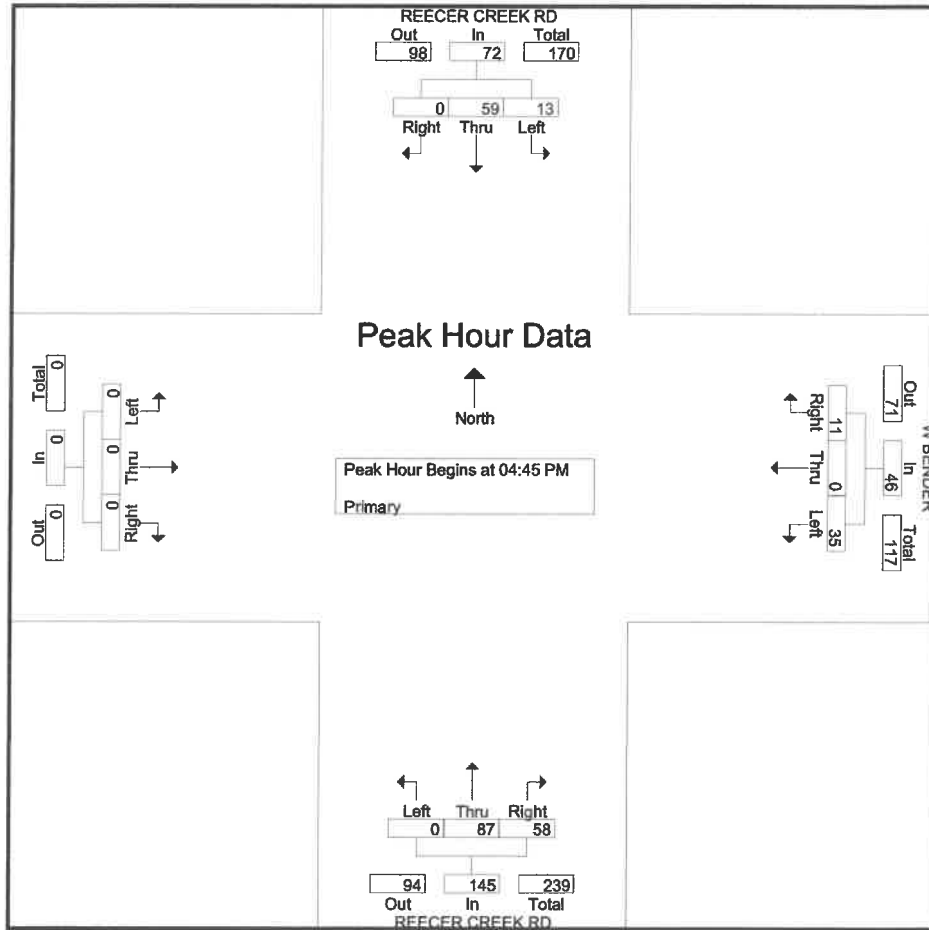 REECER CREEK RD
Out In Total
98 72 170
0 59 13
Right Thru Left
Peak Hour Data
North
Peak Hour Begins at 04:45 PM
Primary
Total In Out
0 0 0
0 0 0
Left Thru Right
Right Thru Left
11 0 35
Out In Total
71 46 117
W BENDER
Left Thru Right
0 87 58
94 145 239
Out In Total
REECER CREEK RD